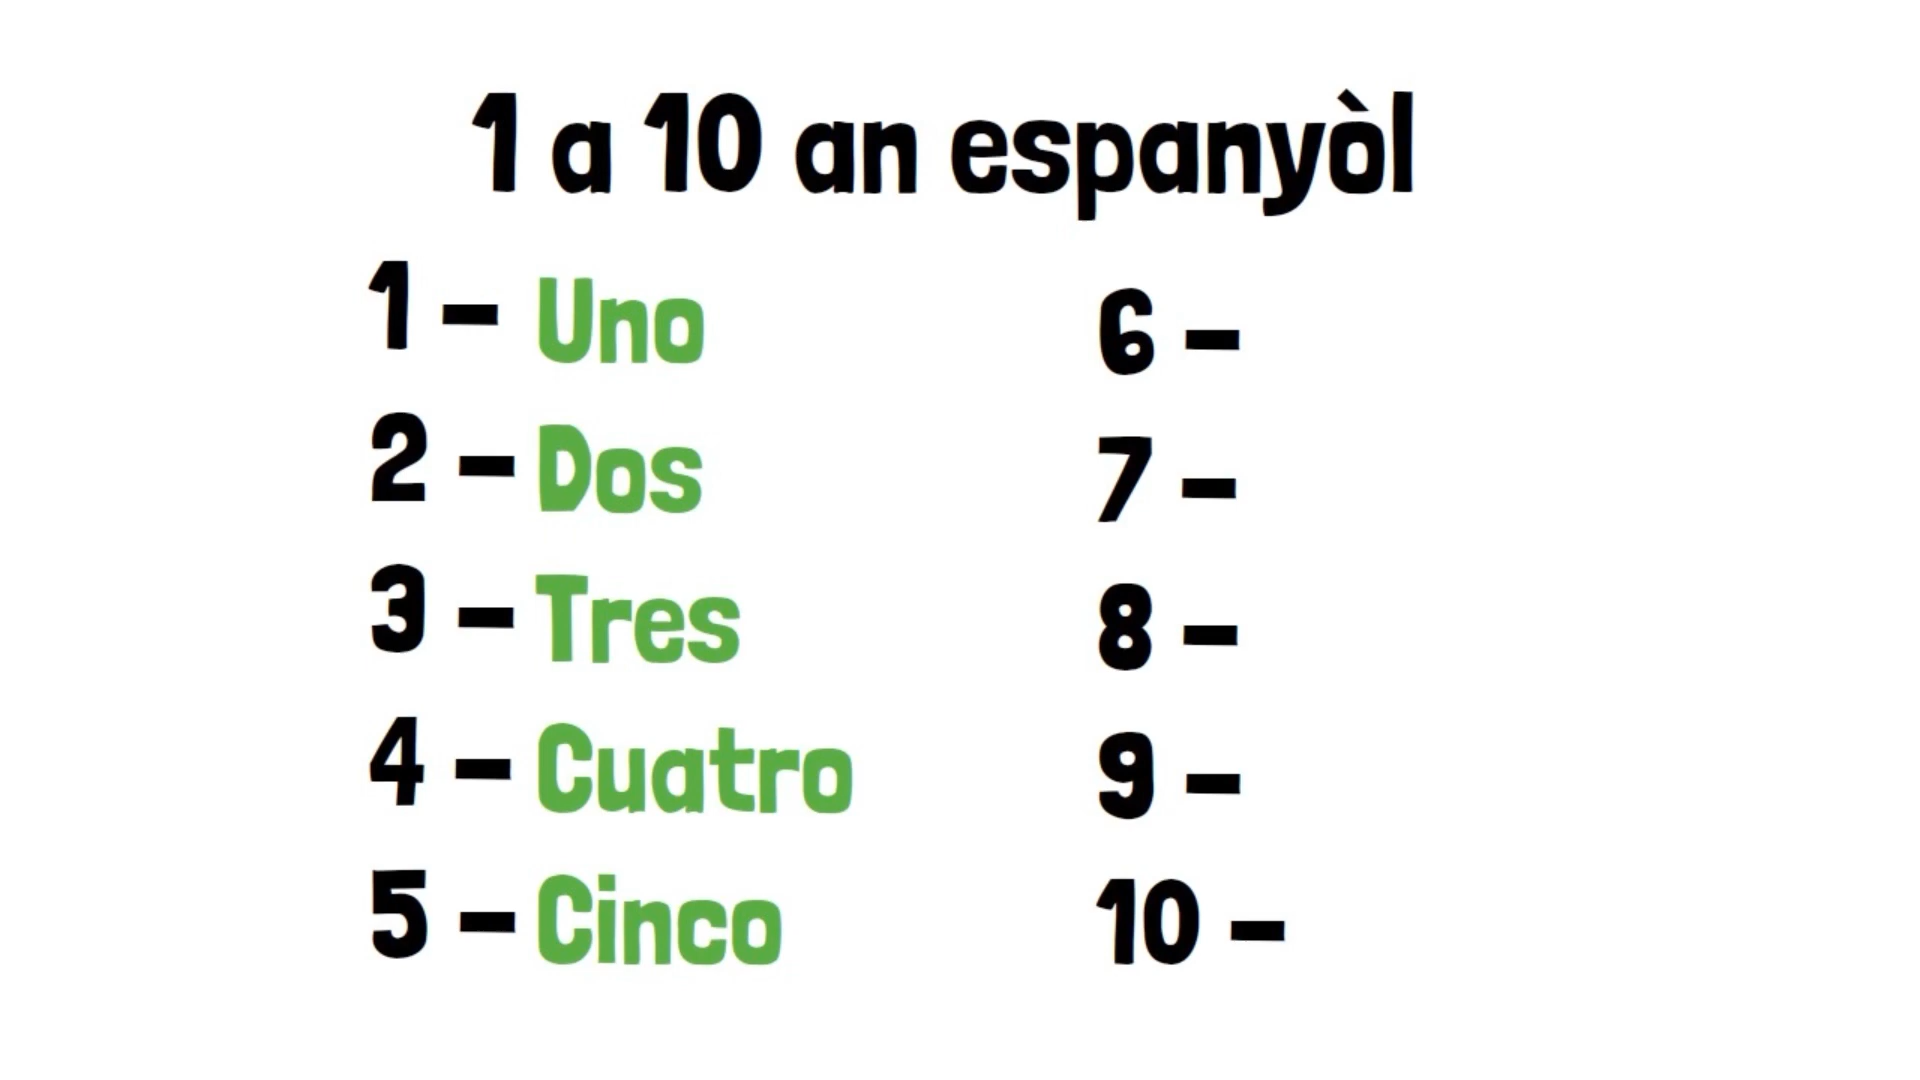 1 a 10 an espanyòl
1 – Uno
2 – Dos
3 – Tres
4 – Cuatro
5 – Cinco
6 –
7 –
8 –
9 –
10 –